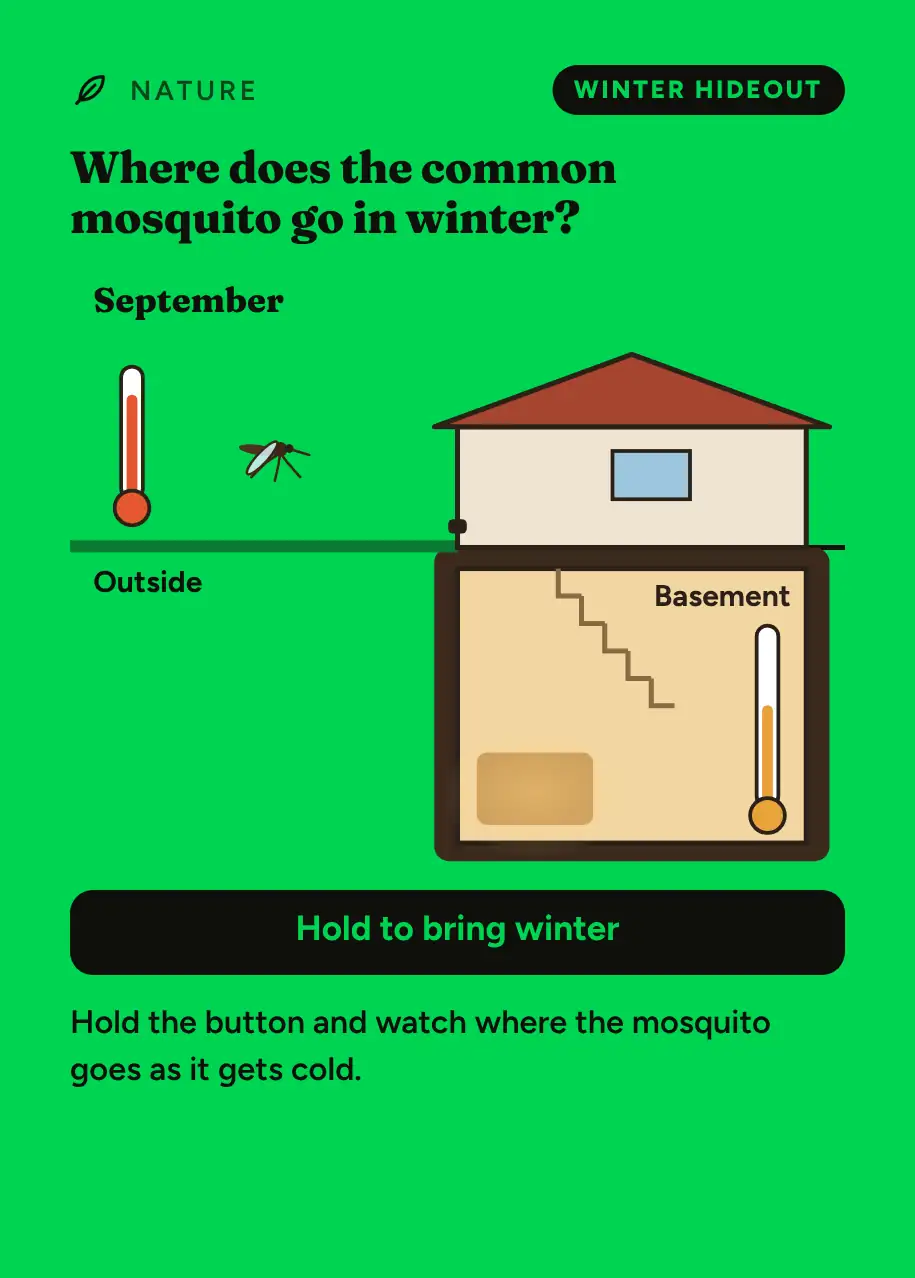 NATURE
WINTER HIDEOUT
Where does the common
mosquito go in winter?
September
Outside
Basement
Hold to bring winter
Hold the button and watch where the mosquito
goes as it gets cold.